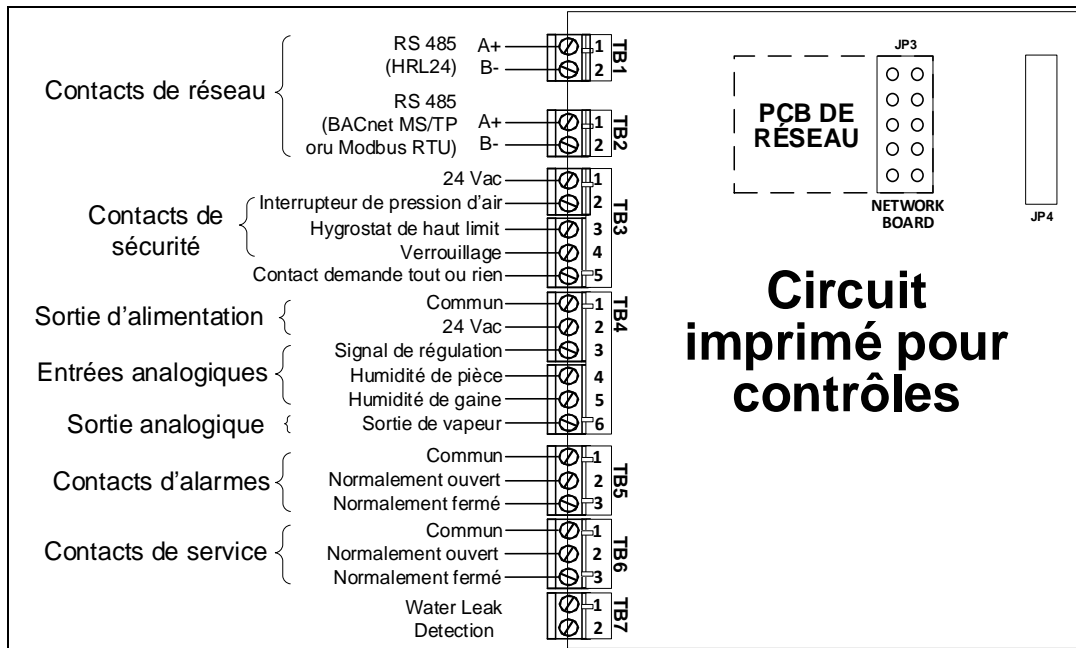 Contacts de réseau
RS 485
(HRL24)
A+
B-
1
2
TB1
RS 485
(BACnet MS/TP
oru Modbus RTU)
A+
B-
1
2
TB2
Contacts de
sécurité
24 Vac
Interrupteur de pression d'air
Hygrostat de haut limit
Verrouillage
Contact demande tout ou rien
1
2
3
4
5
TB3
Sortie d'alimentation
Commun
24 Vac
Entrées analogiques
Signal de régulation
Humidité de pièce
Humidité de gaine
Sortie analogique
Sortie de vapeur
1
2
3
4
5
6
TB4
Contacts d'alarmes
Commun
Normalement ouvert
Normalement fermé
1
2
3
TB5
Contacts de service
Commun
Normalement ouvert
Normalement fermé
1
2
3
TB6
Water Leak
Detection
1
2
TB7
PCB DE
RÉSEAU
JP3
NETWORK
BOARD
JP4
Circuit
imprimé pour
contrôles